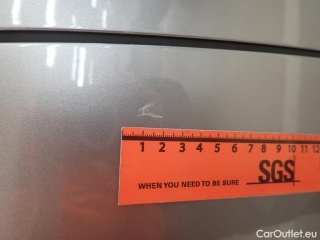 1 2 3 4 5 6 7 8 9 10 11 12
WHEN YOU NEED TO BE SURE SGS
CarOutlet.eu